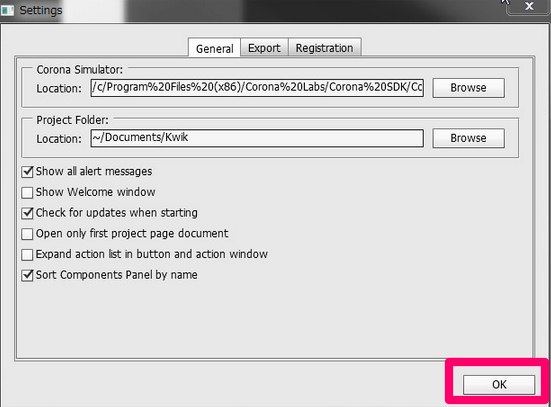 Settings
General Export Registration
Corona Simulator:
Location: /c/Program%20Files%20(x86)/Corona%20Labs/Corona%20SDK/Cc Browse
Project Folder:
Location: ~/Documents/Kwik Browse
Show all alert messages
Show Welcome window
Check for updates when starting
Open only first project page document
Expand action list in button and action window
Sort Components Panel by name
OK